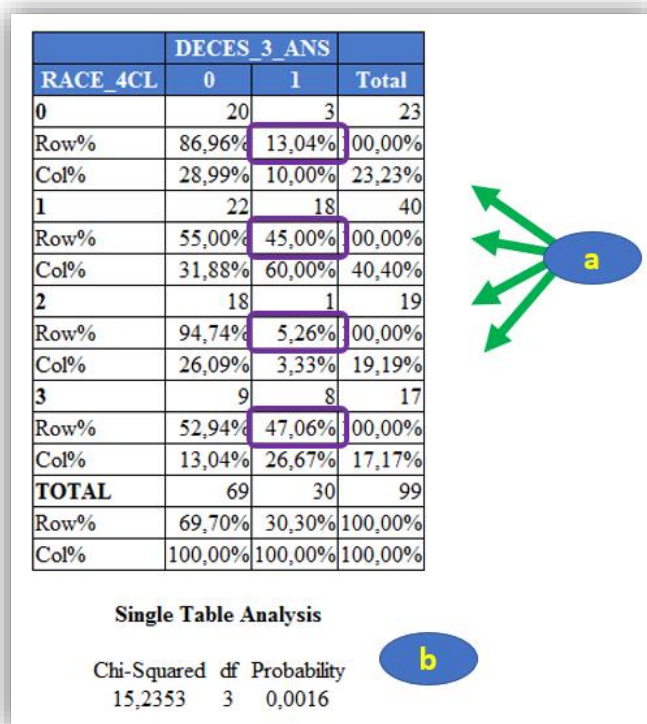 DECES_3_ANS
RACE_4CL 0 1 Total
0 20 3 23
Row% 86,96% 13,04% 00,00%
Col% 28,99% 10,00% 23,23%
1 22 18 40
Row% 55,00% 45,00% 00,00%
Col% 31,88% 60,00% 40,40%
2 18 1 19
Row% 94,74% 5,26% 00,00%
Col% 26,09% 3,33% 19,19%
3 9 8 17
Row% 52,94% 47,06% 00,00%
Col% 13,04% 26,67% 17,17%
TOTAL 69 30 99
Row% 69,70% 30,30% 100,00%
Col% 100,00% 100,00% 100,00%
a
Single Table Analysis
b
Chi-Squared df Probability
15,2353 3 0,0016